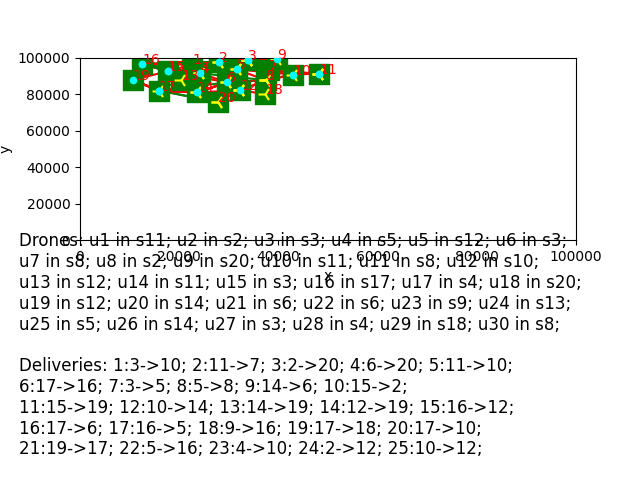 16
1
2
3
9
11
18
100000
80000
60000
40000
20000
0
y
0
20000
40000
60000
80000
100000
x
Drones: u1 in s11; u2 in s2; u3 in s3; u4 in s5; u5 in s12; u6 in s3;
u7 in s8; u8 in s2; u9 in s20; u10 in s11; u11 in s8; u12 in s10;
u13 in s12; u14 in s11; u15 in s3; u16 in s17; u17 in s4; u18 in s20;
u19 in s12; u20 in s14; u21 in s6; u22 in s6; u23 in s9; u24 in s13;
u25 in s5; u26 in s14; u27 in s3; u28 in s4; u29 in s18; u30 in s8;
Deliveries: 1:3->10; 2:11->7; 3:2->20; 4:6->20; 5:11->10;
6:17->16; 7:3->5; 8:5->8; 9:14->6; 10:15->2;
11:15->19; 12:10->14; 13:14->19; 14:12->19; 15:16->12;
16:17->6; 17:16->5; 18:9->16; 19:17->18; 20:17->10;
21:19->17; 22:5->16; 23:4->10; 24:2->12; 25:10->12;